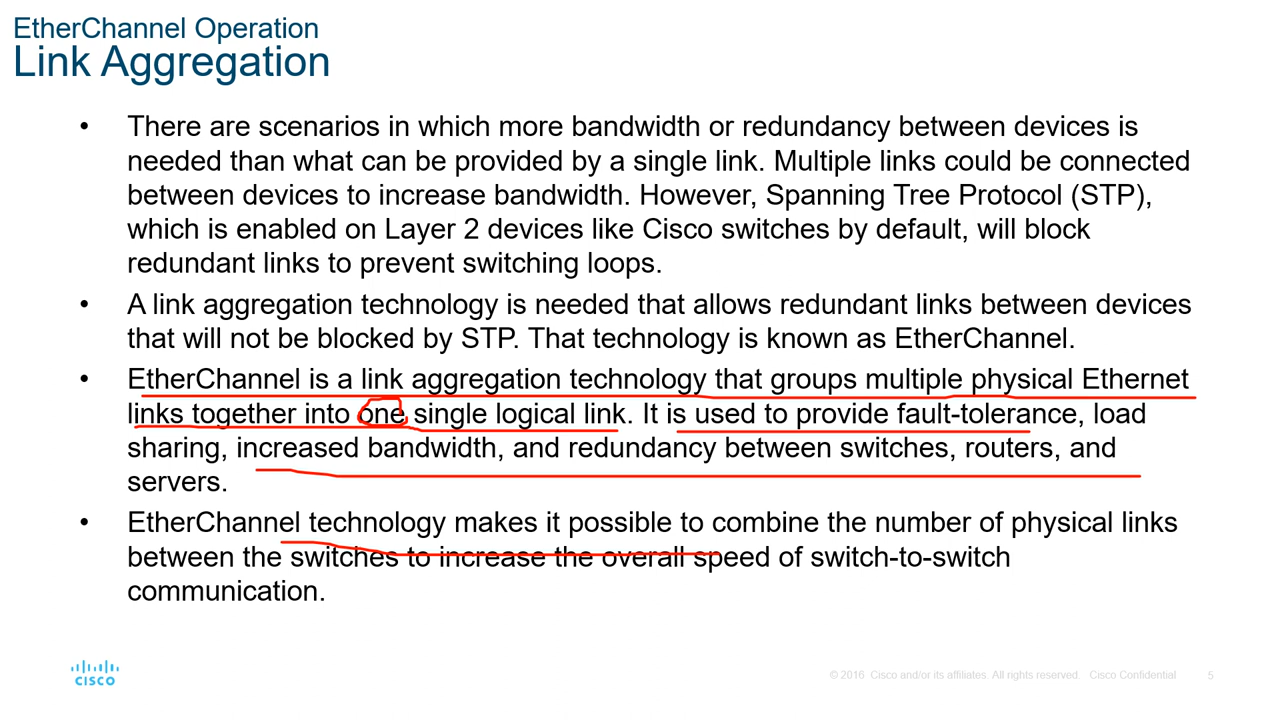 EtherChannel Operation
Link Aggregation
• There are scenarios in which more bandwidth or redundancy between devices is
needed than what can be provided by a single link. Multiple links could be connected
between devices to increase bandwidth. However, Spanning Tree Protocol (STP),
which is enabled on Layer 2 devices like Cisco switches by default, will block
redundant links to prevent switching loops.
• A link aggregation technology is needed that allows redundant links between devices
that will not be blocked by STP. That technology is known as EtherChannel.
• EtherChannel is a link aggregation technology that groups multiple physical Ethernet
links together into one single logical link. It is used to provide fault-tolerance, load
sharing, increased bandwidth, and redundancy between switches, routers, and
servers.
• EtherChannel technology makes it possible to combine the number of physical links
between the switches to increase the overall speed of switch-to-switch
communication.
CISCO
© 2016 Cisco and/or its affiliates. All rights reserved. Cisco Confidential 5